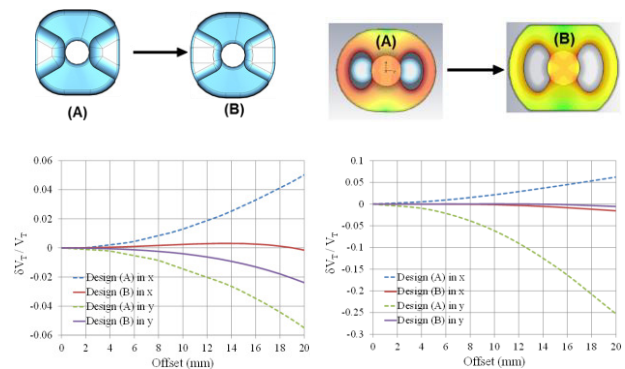 (A)
(B)
(A)
(B)
0.06
0.04
0.02
0
-0.02
-0.04
-0.06
δV_T / V_T
Design (A) in x
Design (B) in x
Design (A) in y
Design (B) in y
0 2 4 6 8 10 12 14 16 18 20
Offset (mm)
0.1
0.05
0
-0.05
-0.1
-0.15
-0.2
-0.25
-0.3
δV_T / V_T
Design (A) in x
Design (B) in x
Design (A) in y
Design (B) in y
0 2 4 6 8 10 12 14 16 18 20
Offset (mm)